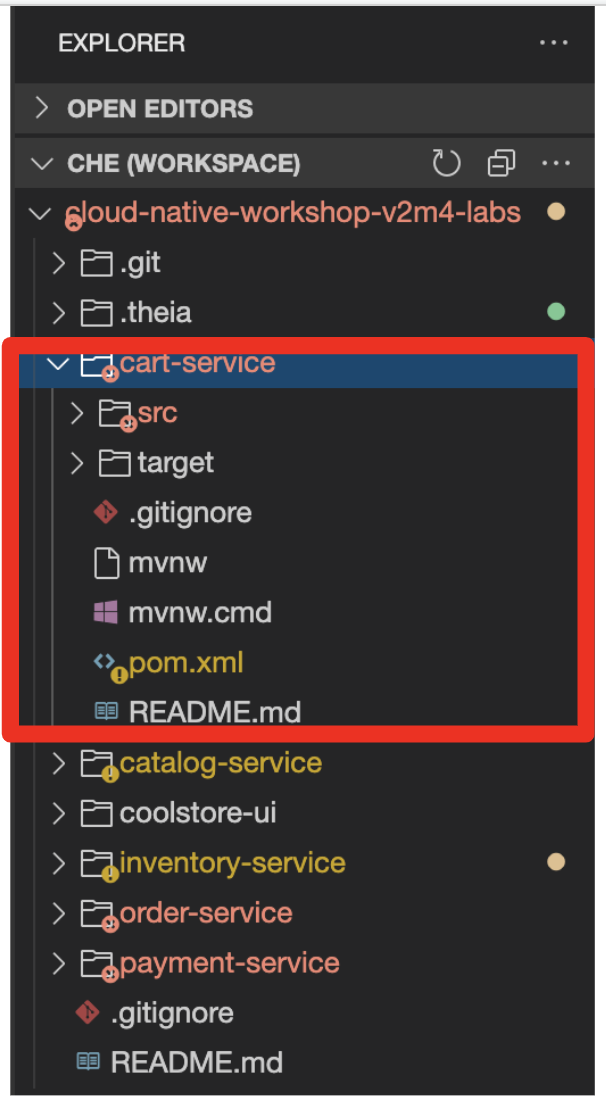 EXPLORER
OPEN EDITORS
CHE (WORKSPACE)
cloud-native-workshop-v2m4-labs
.git
.theia
cart-service
src
target
.gitignore
mvnw
mvnw.cmd
pom.xml
README.md
catalog-service
coolstore-ui
inventory-service
order-service
payment-service
.gitignore
README.md